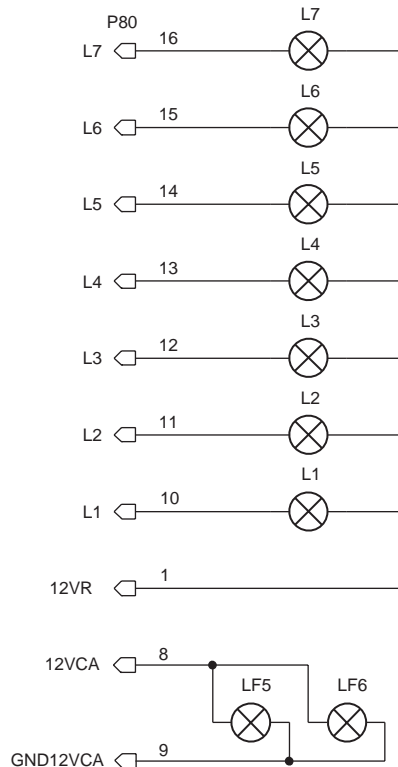 L7
P80
L7 16
L6
L6 15
L5
L5 14
L4
L4 13
L3
L3 12
L2
L2 11
L1
L1 10
12VR 1
12VCA 8
LF5 LF6
GND12VCA 9